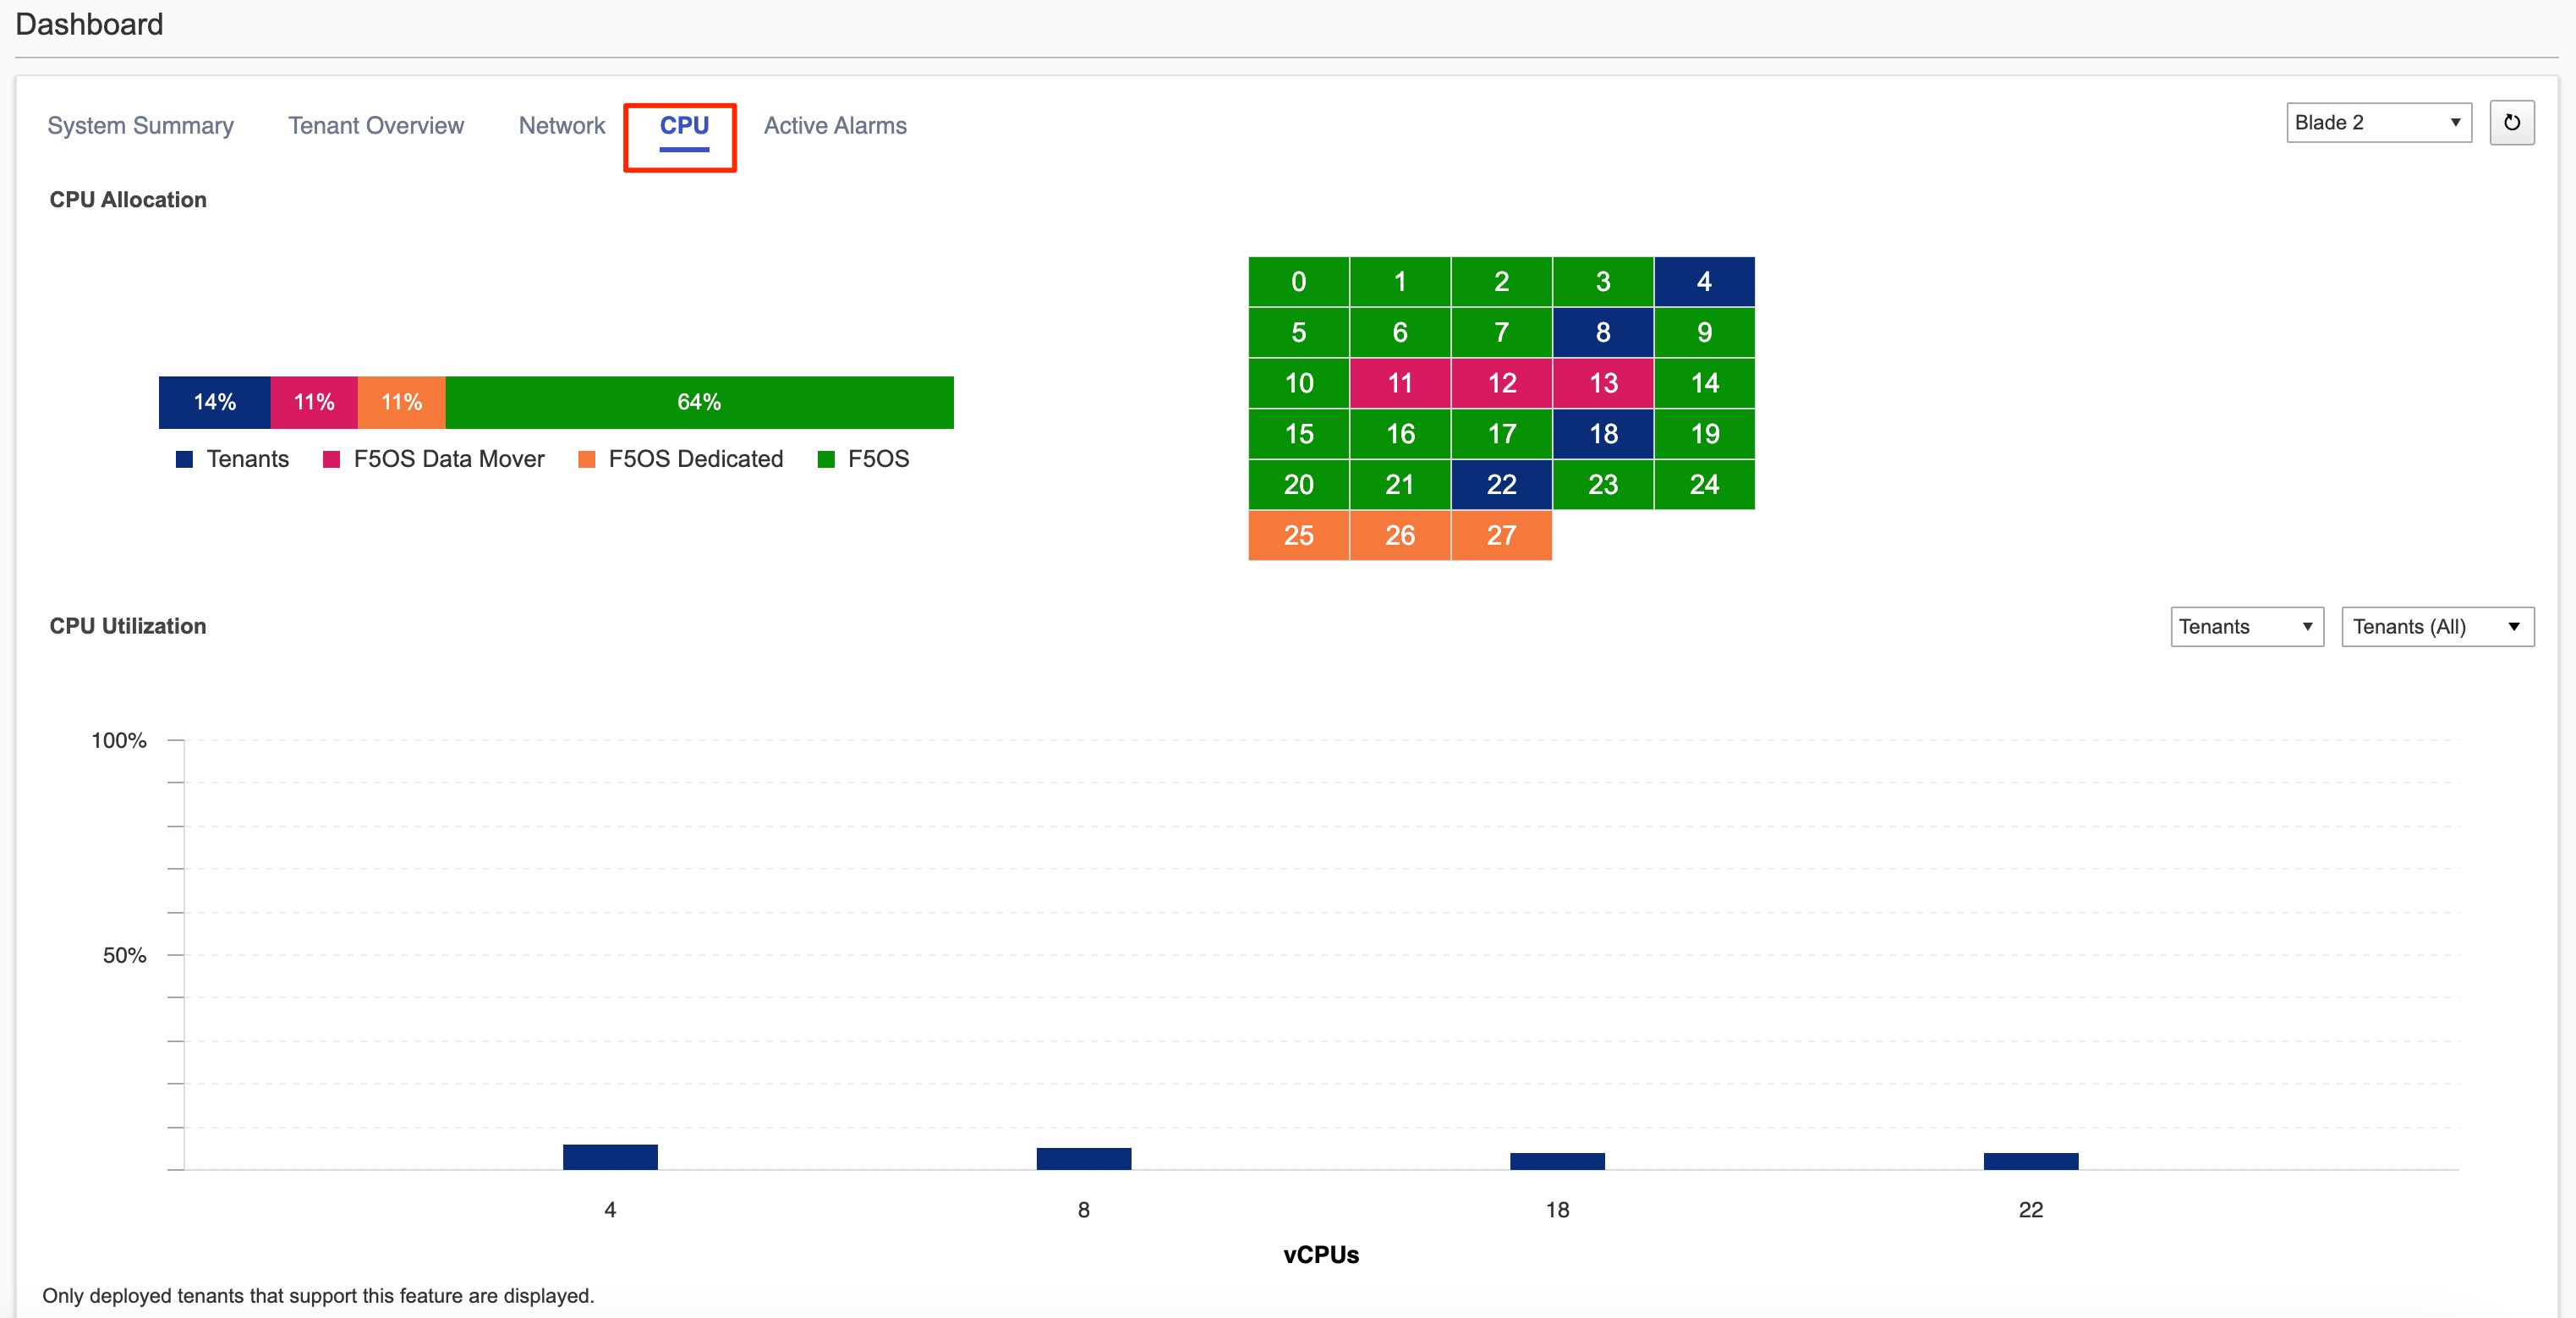 Dashboard
System Summary Tenant Overview Network CPU Active Alarms Blade 2
CPU Allocation
0 1 2 3 4
5 6 7 8 9
10 11 12 13 14
15 16 17 18 19
20 21 22 23 24
25 26 27
14% 11% 11% 64%
Tenants F5OS Data Mover F5OS Dedicated F5OS
CPU Utilization Tenants Tenants (All)
100%
50%
4 8 18 22
vCPUs
Only deployed tenants that support this feature are displayed.